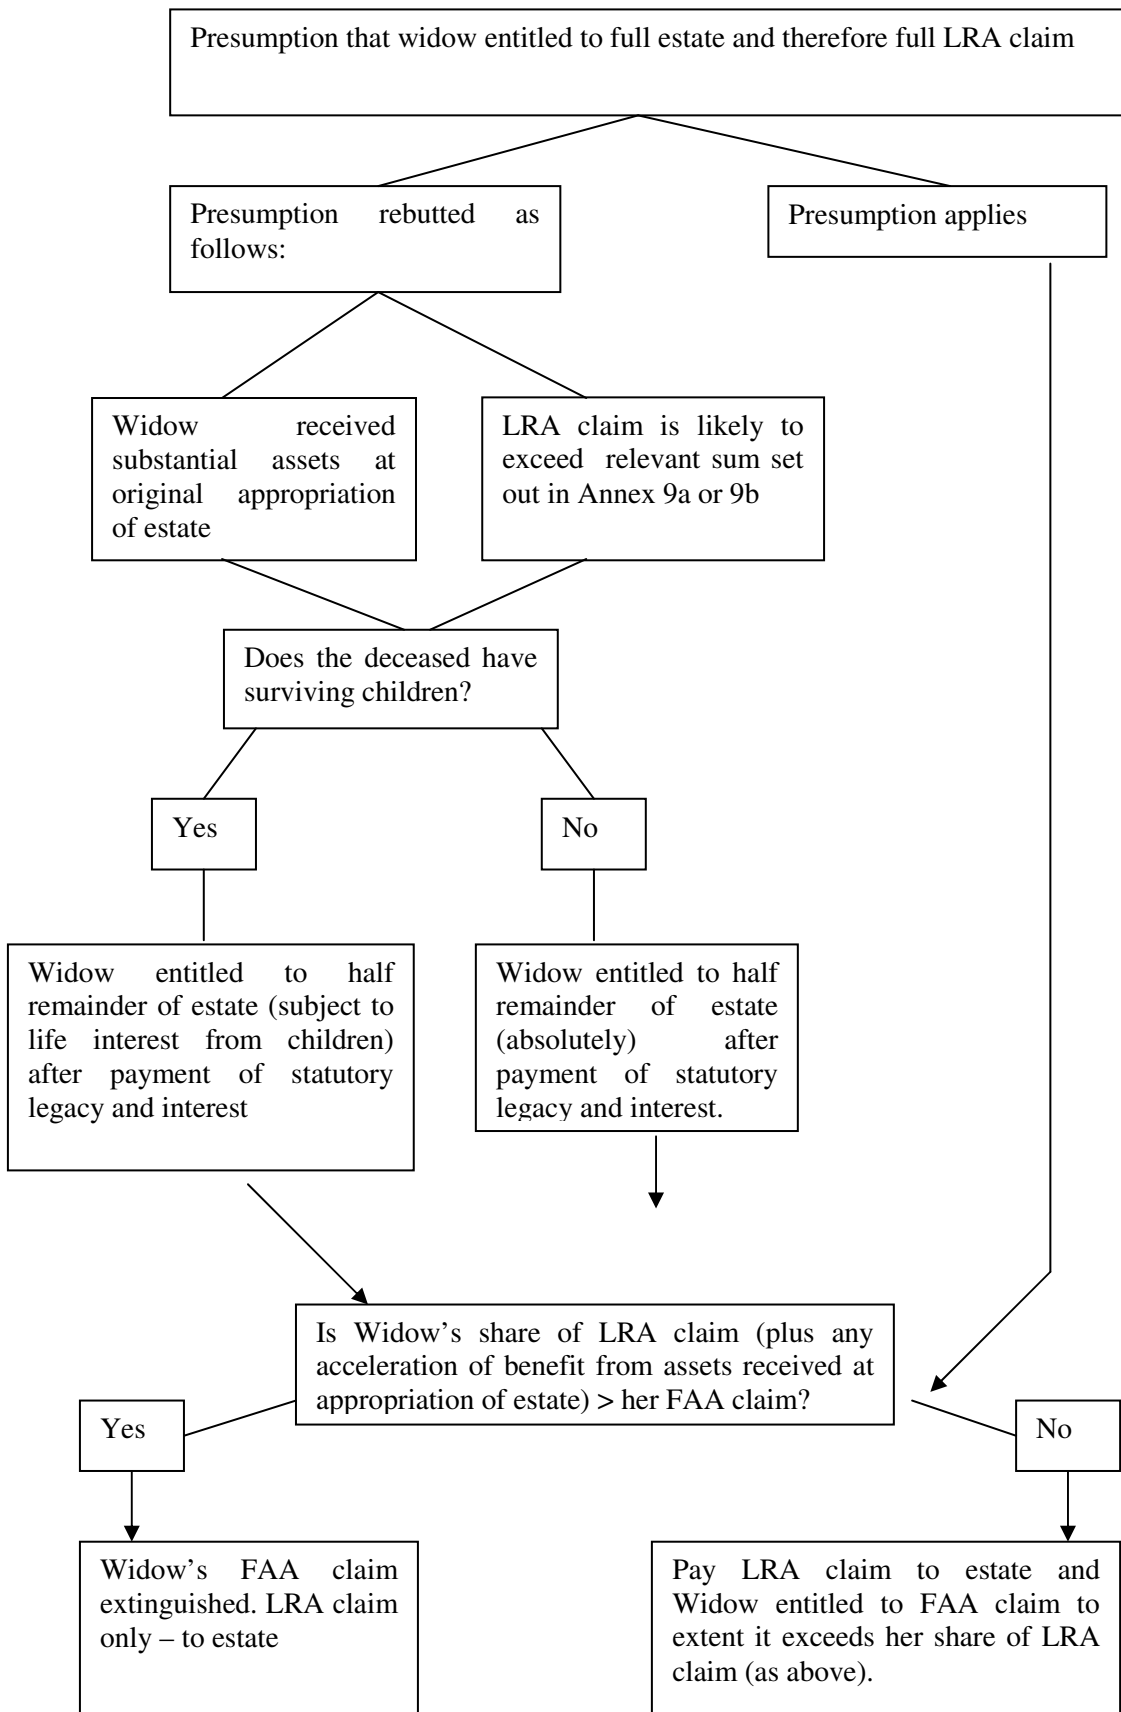 Presumption that widow entitled to full estate and therefore full LRA claim
Presumption rebutted as
follows:
Presumption applies
Widow received
substantial assets at
original appropriation
of estate
LRA claim is likely to
exceed relevant sum set
out in Annex 9a or 9b
Does the deceased have
surviving children?
Yes
No
Widow entitled to half
remainder of estate (subject to
life interest from children)
after payment of statutory
legacy and interest
Widow entitled to half
remainder of estate
(absolutely) after
payment of statutory
legacy and interest.
Is Widow's share of LRA claim (plus any
acceleration of benefit from assets received at
appropriation of estate) > her FAA claim?
Yes
No
Widow's FAA claim
extinguished. LRA claim
only – to estate
Pay LRA claim to estate and
Widow entitled to FAA claim to
extent it exceeds her share of LRA
claim (as above).